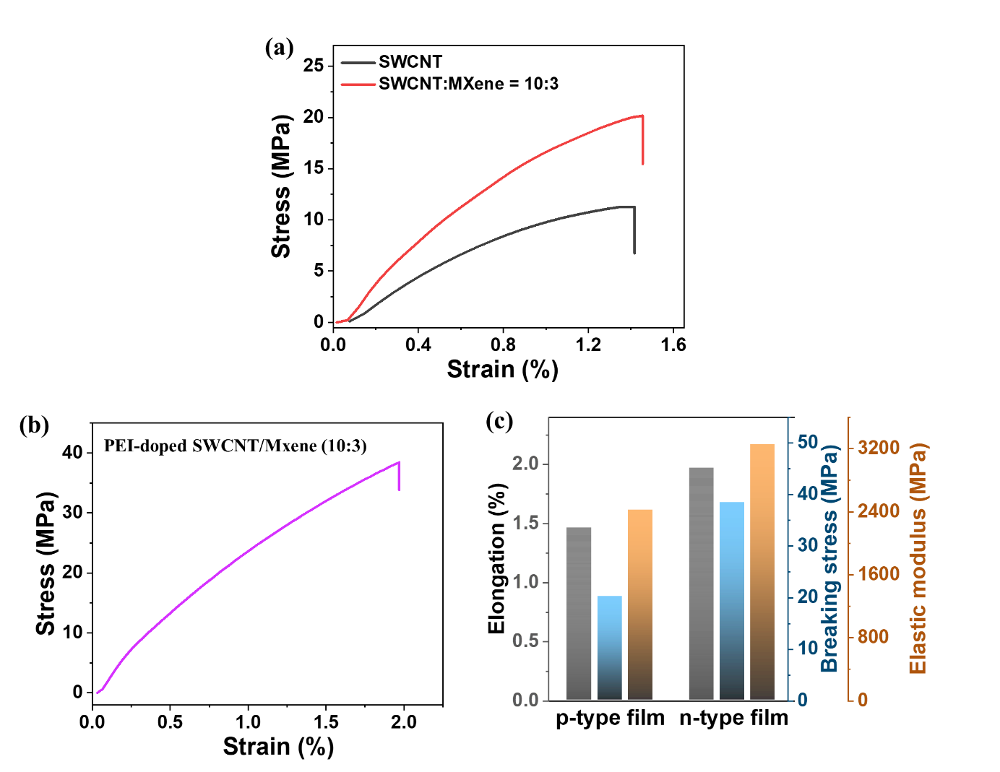 (a)
SWCNT
SWCNT:MXene = 10:3
25
20
15
10
5
0
Stress (MPa)
0.0 0.4 0.8 1.2 1.6
Strain (%)
(b)
PEI-doped SWCNT/Mxene (10:3)
40
30
20
10
0
Stress (MPa)
0.0 0.5 1.0 1.5 2.0
Strain (%)
(c)
2.0
1.5
1.0
0.5
0.0
Elongation (%)
50
40
30
20
10
0
Breaking stress (MPa)
3200
2400
1600
800
0
Elastic modulus (MPa)
p-type film n-type film